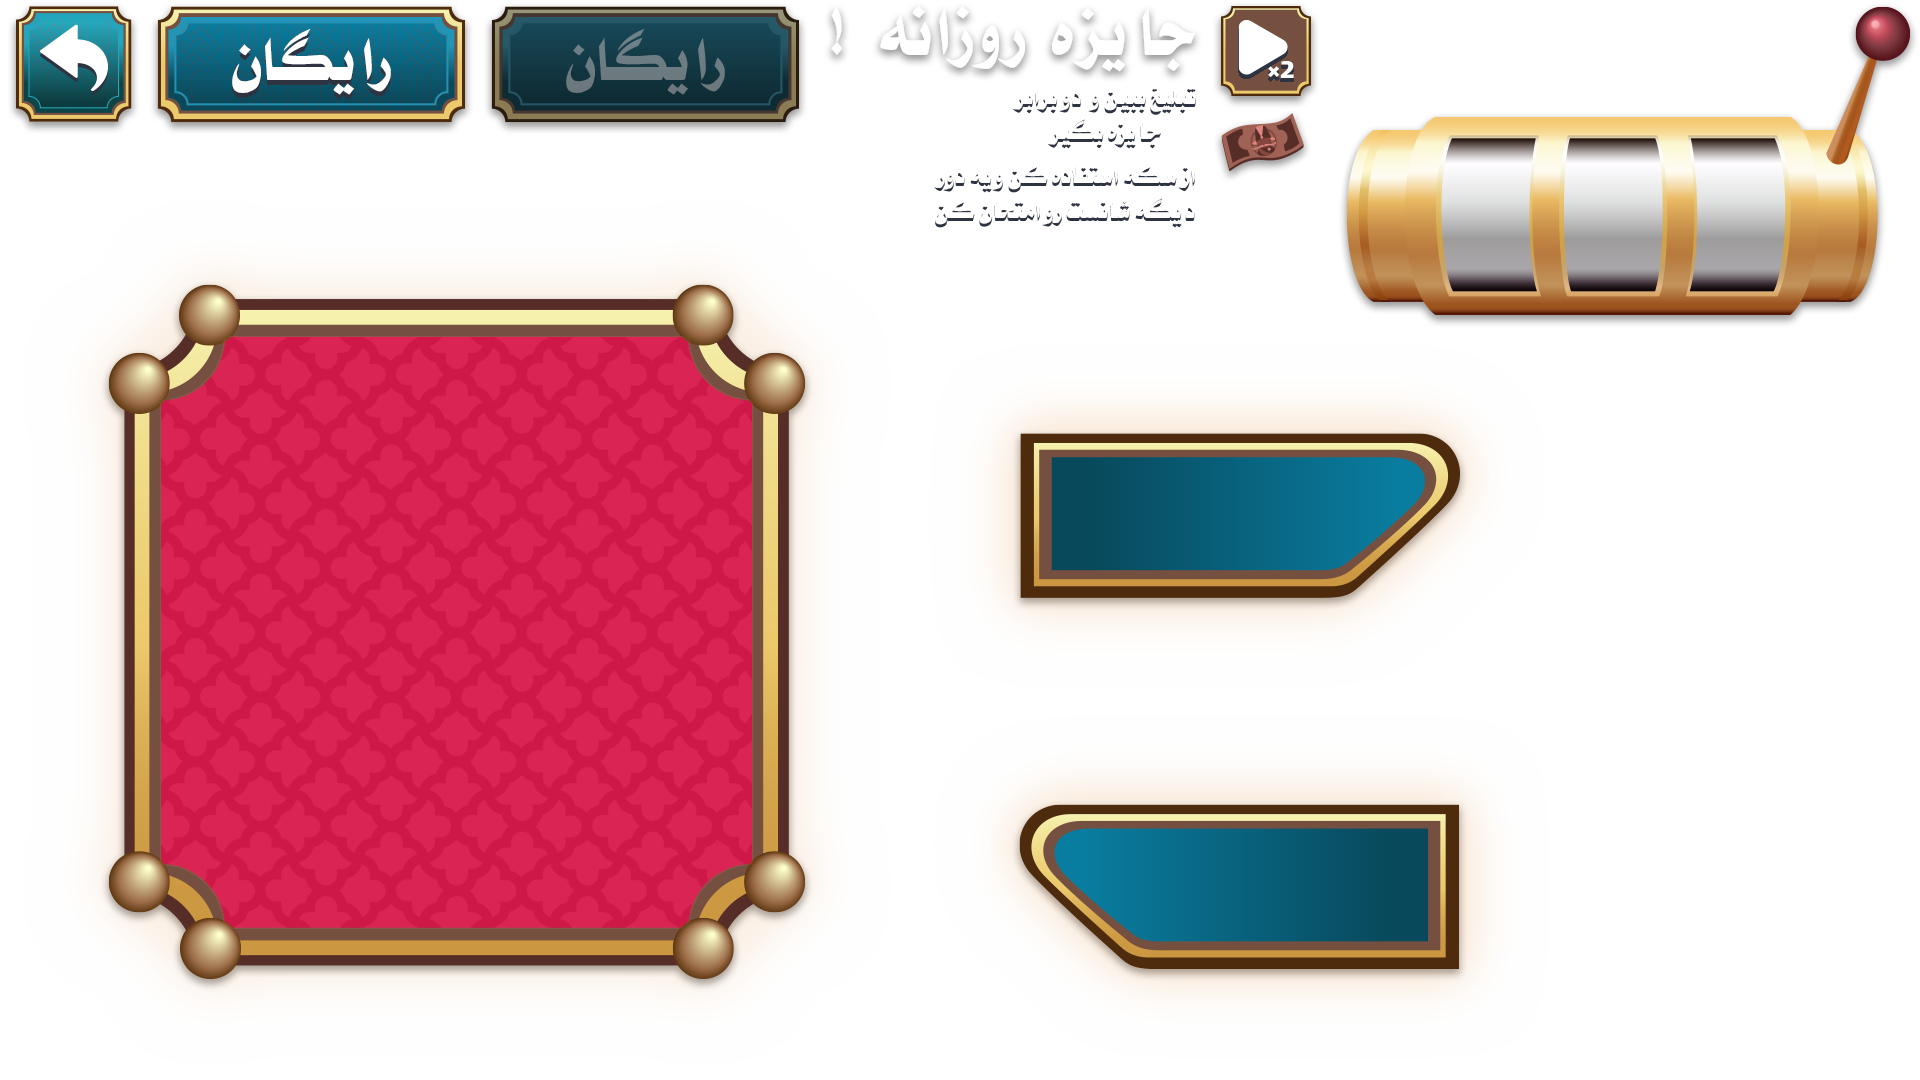 جایزه روزانه !
رایگان
رایگان
×2
تبلیغ ببین و دو برابر
جایزه بگیر
از سکه استفاده کن و یه دور
دیگه شانست رو امتحان کن